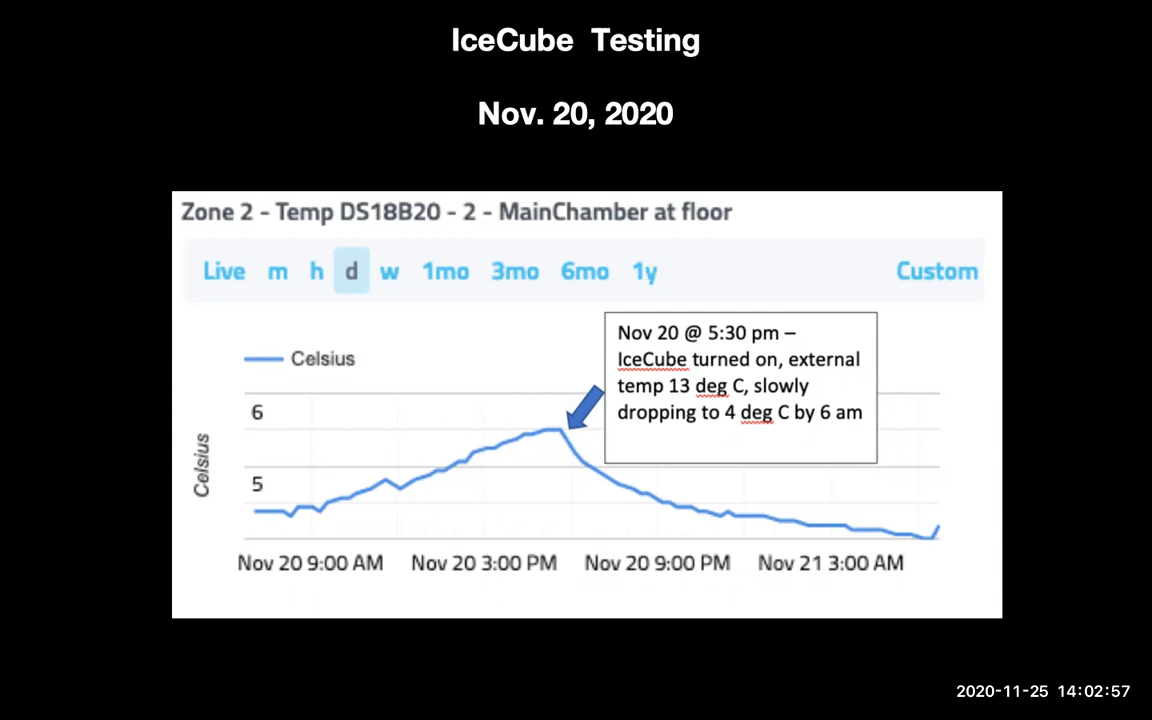 IceCube Testing
Nov. 20, 2020
Zone 2 - Temp DS18B20 - 2 - MainChamber at floor
Live m h d w 1mo 3mo 6mo 1y Custom
Nov 20 @ 5:30 pm –
IceCube turned on, external
temp 13 deg C, slowly
dropping to 4 deg C by 6 am
Celsius
6
Celsius
5
Nov 20 9:00 AM Nov 20 3:00 PM Nov 20 9:00 PM Nov 21 3:00 AM
2020-11-25 14:02:57